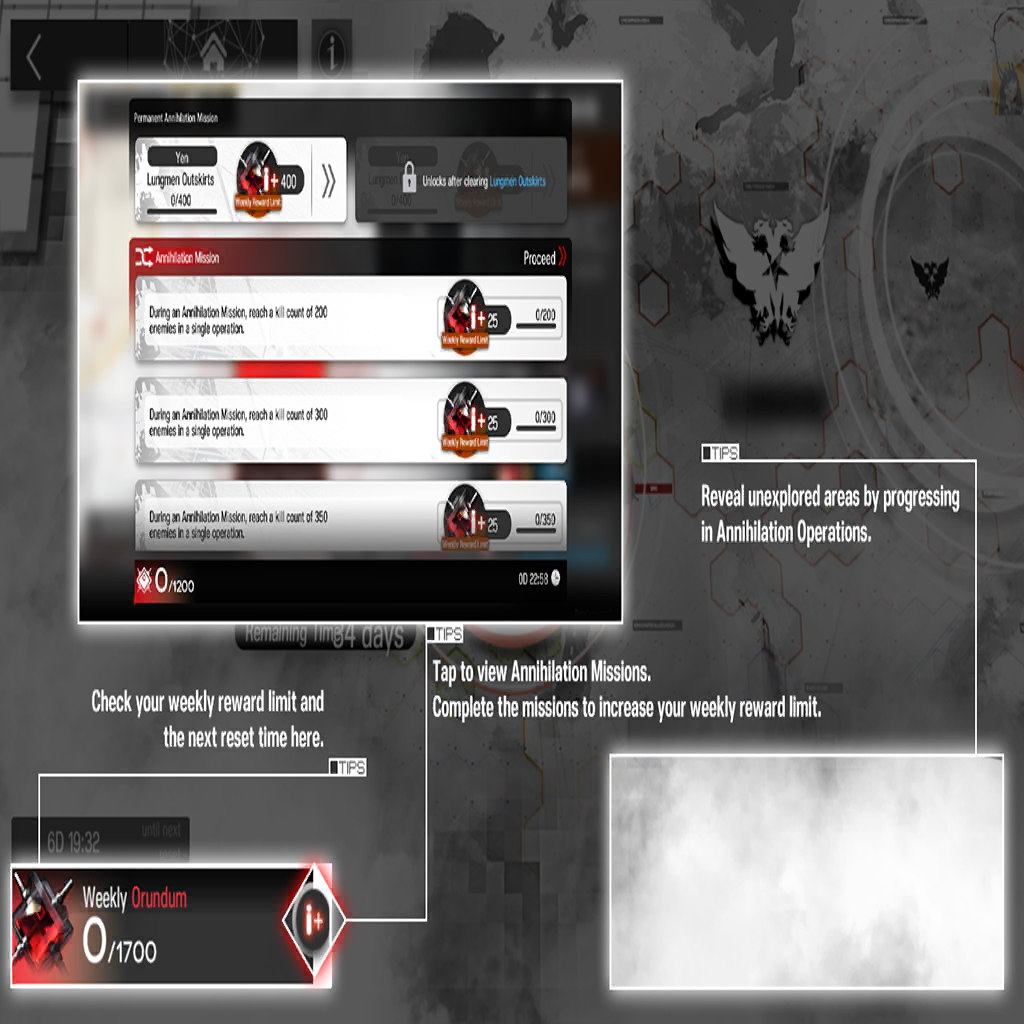 Permanent Annihilation Mission
Yen
Lungmen Outskirts
0/400
i+ 400
Weekly Reward Limit
Unlocks after clearing Lungmen Outskirts
Annihilation Mission
Proceed
During an Annihilation Mission, reach a kill count of 200
enemies in a single operation.
i+ 25
Weekly Reward Limit
0/200
During an Annihilation Mission, reach a kill count of 300
enemies in a single operation.
i+ 25
Weekly Reward Limit
0/300
During an Annihilation Mission, reach a kill count of 350
enemies in a single operation.
i+ 25
Weekly Reward Limit
0/350
0/1200
0D 22:58
TIPS
Reveal unexplored areas by progressing
in Annihilation Operations.
Remaining Time
34 days
TIPS
Tap to view Annihilation Missions.
Complete the missions to increase your weekly reward limit.
Check your weekly reward limit and
the next reset time here.
TIPS
6D 19:32
until next
Weekly Orundum
0/1700
i+